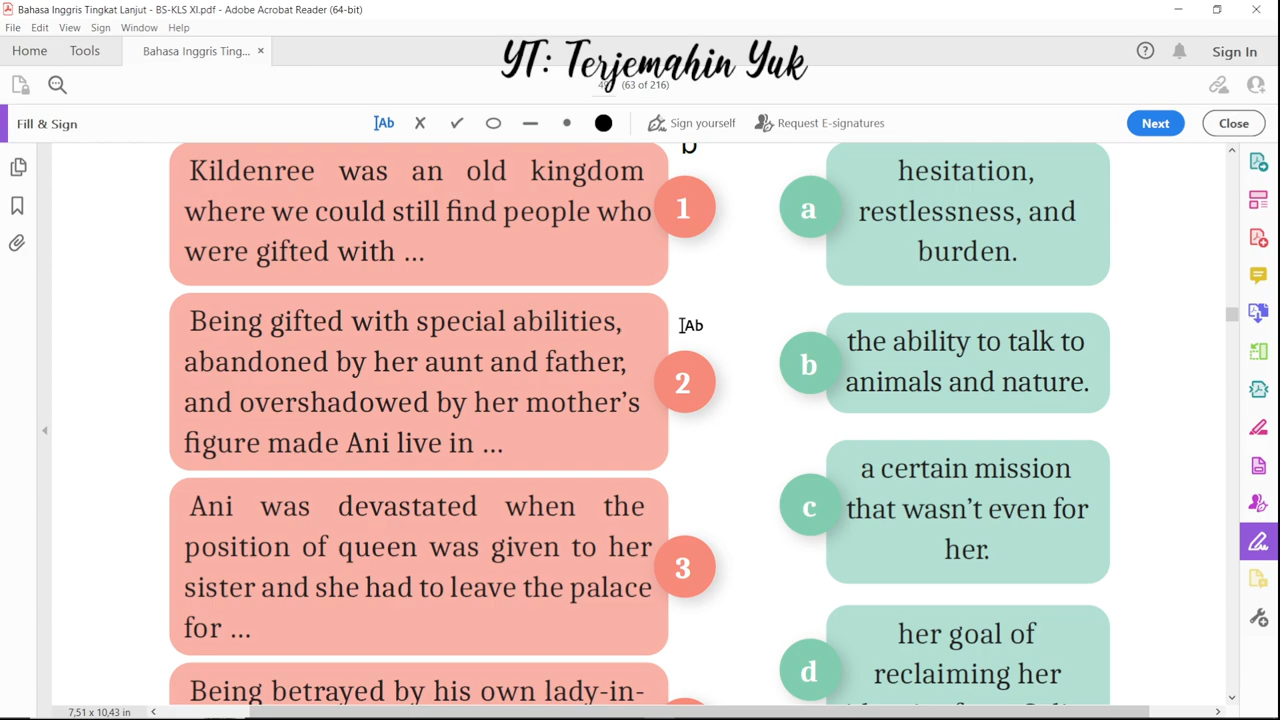 Bahasa Inggris Tingkat Lanjut - BS-KLS XI.pdf - Adobe Acrobat Reader (64-bit)
File Edit View Sign Window Help
Home Tools Bahasa Inggris Ting... × Sign In
YT: Terjemahin Yuk
(63 of 216)
Fill & Sign
Ab Sign yourself Request E-signatures Next Close
b
Kildenree was an old kingdom
where we could still find people who
were gifted with ...
1
a
hesitation,
restlessness, and
burden.
Being gifted with special abilities,
abandoned by her aunt and father,
and overshadowed by her mother's
figure made Ani live in ...
2
Ab
b
the ability to talk to
animals and nature.
Ani was devastated when the
position of queen was given to her
sister and she had to leave the palace
for ...
3
c
a certain mission
that wasn't even for
her.
Being betrayed by his own lady-in-
d
her goal of
reclaiming her
7,51 x 10,43 in